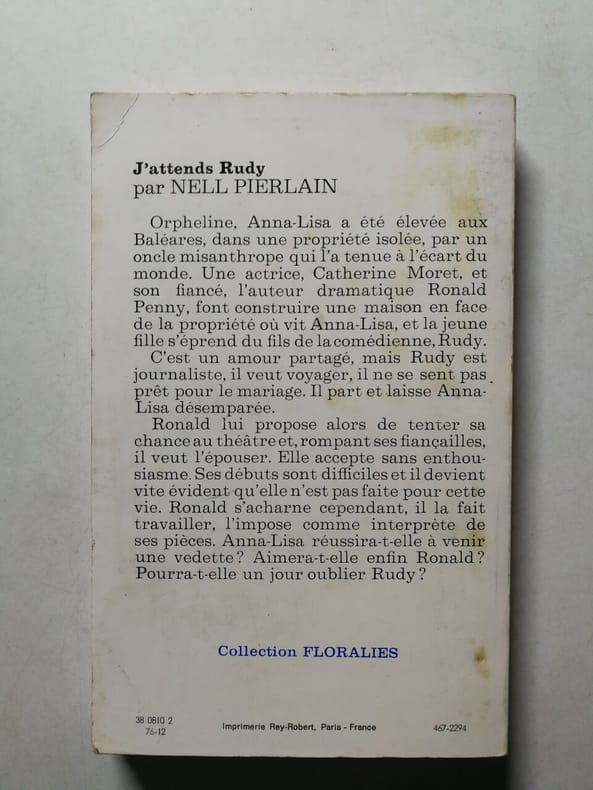 J'attends Rudy
par NELL PIERLAIN
Orpheline, Anna-Lisa a été élevée aux
Baléares, dans une propriété isolée, par un
oncle misanthrope qui l'a tenue à l'écart du
monde. Une actrice, Catherine Moret, et
son fiancé, l'auteur dramatique Ronald
Penny, font construire une maison en face
de la propriété où vit Anna-Lisa, et la jeune
fille s'éprend du fils de la comédienne, Rudy.
C'est un amour partagé, mais Rudy est
journaliste, il veut voyager, il ne se sent pas
prêt pour le mariage. Il part et laisse Anna-
Lisa désemparée.
Ronald lui propose alors de tenter sa
chance au théâtre et, rompant ses fiançailles,
il veut l'épouser. Elle accepte sans enthou-
siasme. Ses débuts sont difficiles et il devient
vite évident qu'elle n'est pas faite pour cette
vie. Ronald s'acharne cependant, il la fait
travailler, l'impose comme interprète de
ses pièces. Anna-Lisa réussira-t-elle à venir
une vedette ? Aimera-t-elle enfin Ronald ?
Pourra-t-elle un jour oublier Rudy ?
Collection FLORALIES
38 0810 2
76-12
Imprimerie Rey-Robert, Paris - France
467-2294